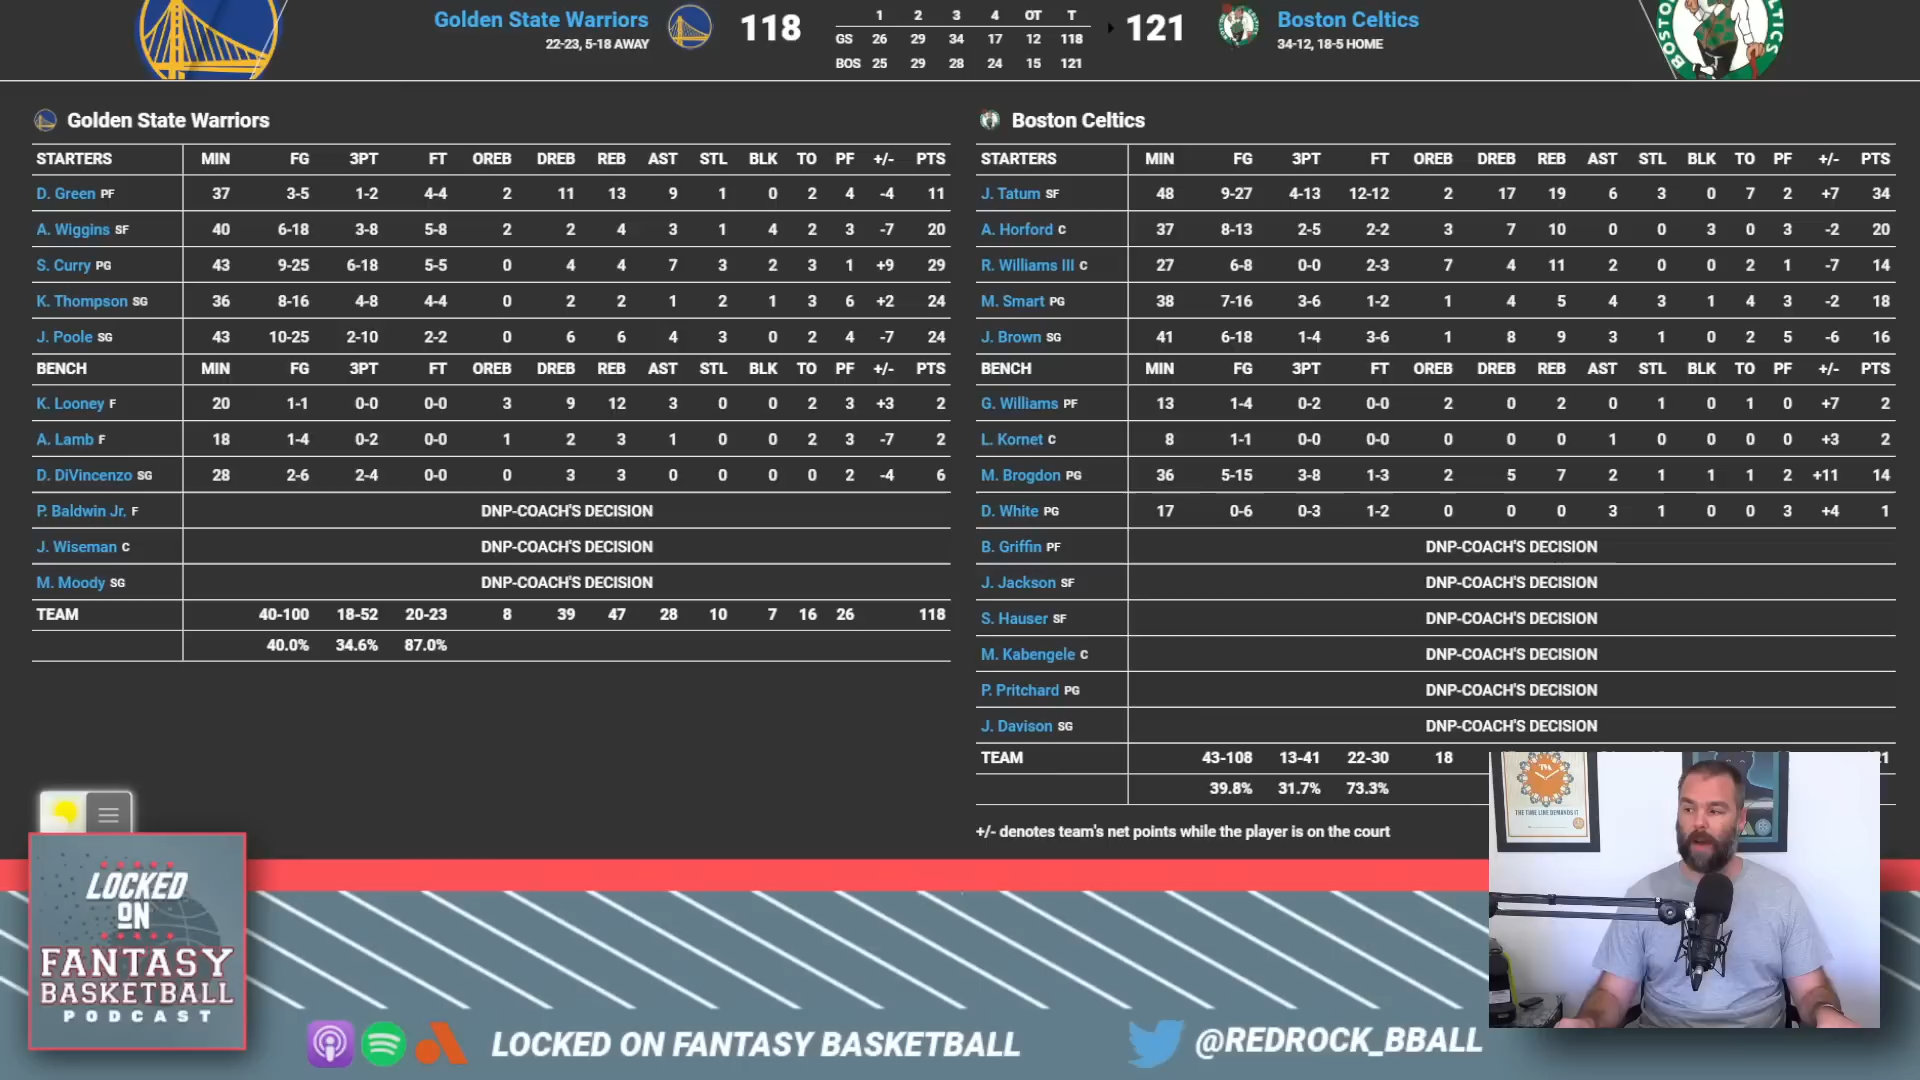 Golden State Warriors
22-23, 5-18 AWAY
118
1 2 3 4 OT T
GS 26 29 34 17 12 118
BOS 25 29 28 24 15 121
121
Boston Celtics
34-12, 18-5 HOME
BOSTON CELTICS
Golden State Warriors
STARTERS MIN FG 3PT FT OREB DREB REB AST STL BLK TO PF +/- PTS
D. Green PF 37 3-5 1-2 4-4 2 11 13 9 1 0 2 4 -4 11
A. Wiggins SF 40 6-18 3-8 5-8 2 2 4 3 1 4 2 3 -7 20
S. Curry PG 43 9-25 6-18 5-5 0 4 4 7 3 2 3 1 +9 29
K. Thompson SG 36 8-16 4-8 4-4 0 2 2 1 2 1 3 6 +2 24
J. Poole SG 43 10-25 2-10 2-2 0 6 6 4 3 0 2 4 -7 24
BENCH MIN FG 3PT FT OREB DREB REB AST STL BLK TO PF +/- PTS
K. Looney F 20 1-1 0-0 0-0 3 9 12 3 0 0 2 3 +3 2
A. Lamb F 18 1-4 0-2 0-0 1 2 3 1 0 0 2 3 -7 2
D. DiVincenzo SG 28 2-6 2-4 0-0 0 3 3 0 0 0 0 2 -4 6
P. Baldwin Jr. F DNP-COACH'S DECISION
J. Wiseman C DNP-COACH'S DECISION
M. Moody SG DNP-COACH'S DECISION
TEAM 40-100 18-52 20-23 8 39 47 28 10 7 16 26 118
40.0% 34.6% 87.0%
Boston Celtics
STARTERS MIN FG 3PT FT OREB DREB REB AST STL BLK TO PF +/- PTS
J. Tatum SF 48 9-27 4-13 12-12 2 17 19 6 3 0 7 2 +7 34
A. Horford C 37 8-13 2-5 2-2 3 7 10 0 0 3 0 3 -2 20
R. Williams III C 27 6-8 0-0 2-3 7 4 11 2 0 0 2 1 -7 14
M. Smart PG 38 7-16 3-6 1-2 1 4 5 4 3 1 4 3 -2 18
J. Brown SG 41 6-18 1-4 3-6 1 8 9 3 1 0 2 5 -6 16
BENCH MIN FG 3PT FT OREB DREB REB AST STL BLK TO PF +/- PTS
G. Williams PF 13 1-4 0-2 0-0 2 0 2 0 1 0 1 0 +7 2
L. Kornet C 8 1-1 0-0 0-0 0 0 0 1 0 0 0 0 +3 2
M. Brogdon PG 36 5-15 3-8 1-3 2 5 7 2 1 1 1 2 +11 14
D. White PG 17 0-6 0-3 1-2 0 0 0 3 1 0 0 3 +4 1
B. Griffin PF DNP-COACH'S DECISION
J. Jackson SF DNP-COACH'S DECISION
S. Hauser SF DNP-COACH'S DECISION
M. Kabengele C DNP-COACH'S DECISION
P. Pritchard PG DNP-COACH'S DECISION
J. Davison SG DNP-COACH'S DECISION
TEAM 43-108 13-41 22-30 18
39.8% 31.7% 73.3%
+/- denotes team's net points while the player is on the court
THE TIME LIKE DEMANDS IT
LOCKED
ON
FANTASY
BASKETBALL
PODCAST
LOCKED ON FANTASY BASKETBALL
@REDROCK_BBALL